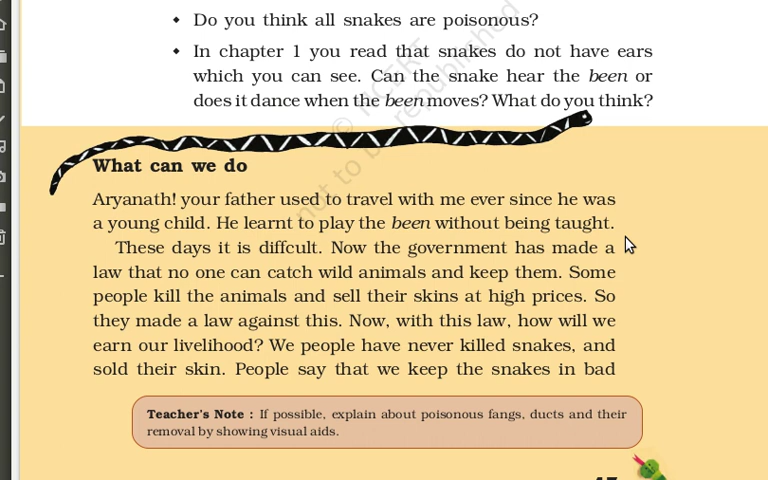 • Do you think all snakes are poisonous?
• In chapter 1 you read that snakes do not have ears
which you can see. Can the snake hear the been or
does it dance when the been moves? What do you think?
What can we do
Aryanath! your father used to travel with me ever since he was
a young child. He learnt to play the been without being taught.
These days it is diffcult. Now the government has made a
law that no one can catch wild animals and keep them. Some
people kill the animals and sell their skins at high prices. So
they made a law against this. Now, with this law, how will we
earn our livelihood? We people have never killed snakes, and
sold their skin. People say that we keep the snakes in bad
Teacher's Note : If possible, explain about poisonous fangs, ducts and their
removal by showing visual aids.
© NCERT
not to be republished